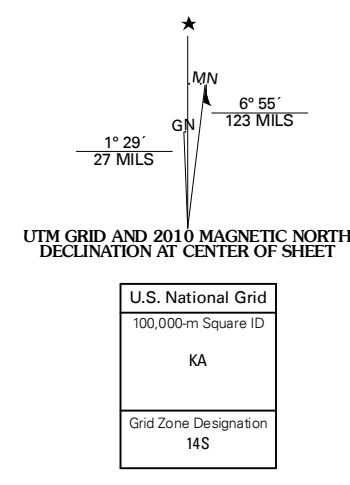 MN
6° 55´
123 MILS
GN
1° 29´
27 MILS
UTM GRID AND 2010 MAGNETIC NORTH
DECLINATION AT CENTER OF SHEET
U.S. National Grid
100,000-m Square ID
KA
Grid Zone Designation
14S